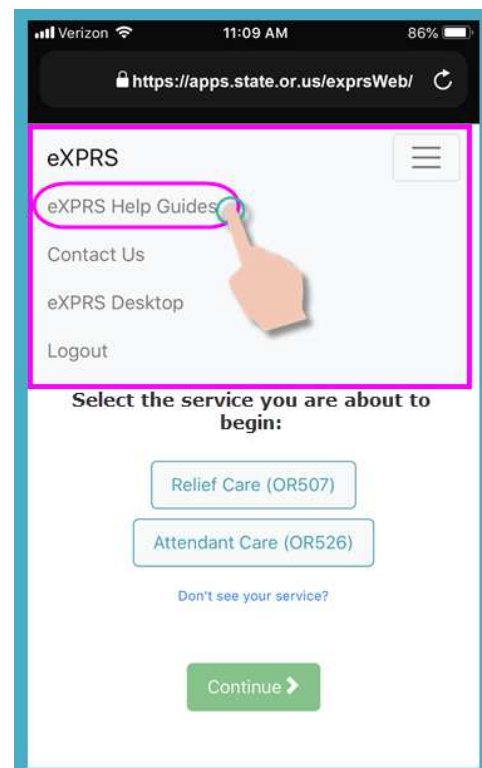 Verizon 11:09 AM 86%
https://apps.state.or.us/exprsWeb/
eXPRS
eXPRS Help Guides
Contact Us
eXPRS Desktop
Logout
Select the service you are about to
begin:
Relief Care (OR507)
Attendant Care (OR526)
Don't see your service?
Continue